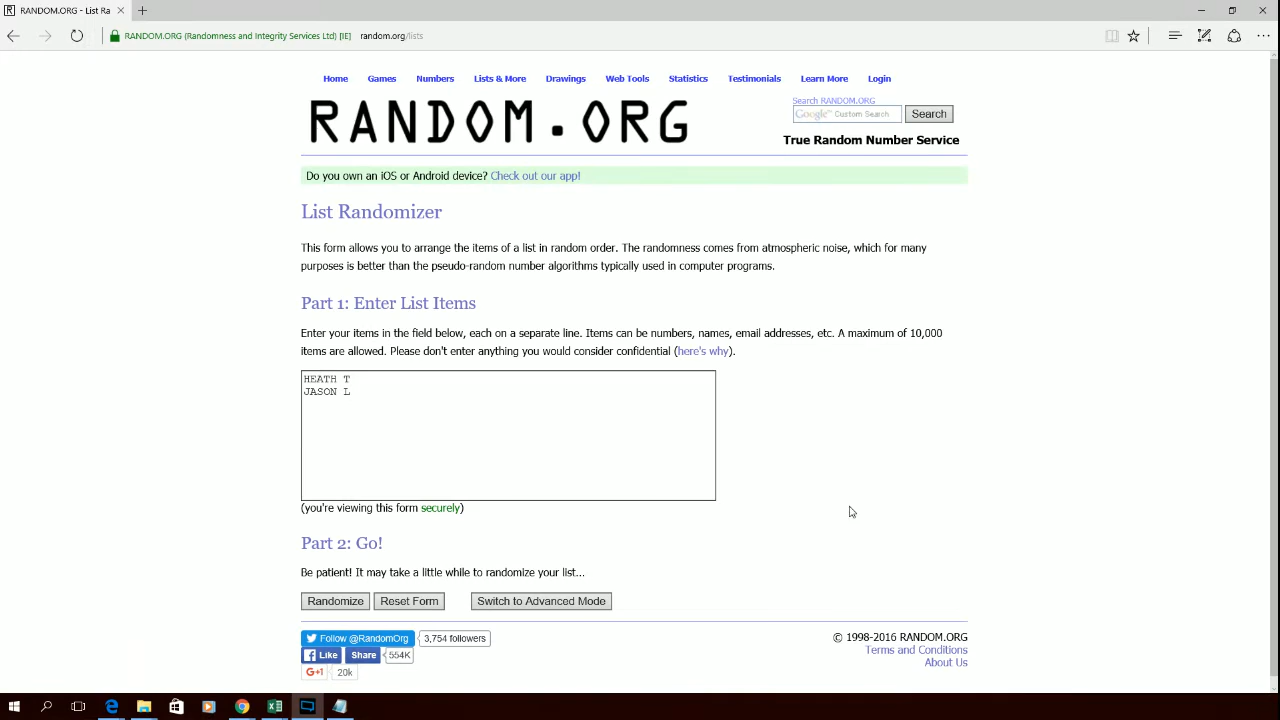 RANDOM.ORG - List Ra
RANDOM.ORG (Randomness and Integrity Services Ltd) [IE] random.org/lists
Home Games Numbers Lists & More Drawings Web Tools Statistics Testimonials Learn More Login
RANDOM.ORG
Search RANDOM.ORG
Google™ Custom Search Search
True Random Number Service
Do you own an iOS or Android device? Check out our app!
List Randomizer
This form allows you to arrange the items of a list in random order. The randomness comes from atmospheric noise, which for many
purposes is better than the pseudo-random number algorithms typically used in computer programs.
Part 1: Enter List Items
Enter your items in the field below, each on a separate line. Items can be numbers, names, email addresses, etc. A maximum of 10,000
items are allowed. Please don't enter anything you would consider confidential (here's why).
HEATH T
JASON L
(you're viewing this form securely)
Part 2: Go!
Be patient! It may take a little while to randomize your list...
Randomize Reset Form Switch to Advanced Mode
Follow @RandomOrg 3,754 followers
Like Share 554K
G+1 20k
© 1998-2016 RANDOM.ORG
Terms and Conditions
About Us